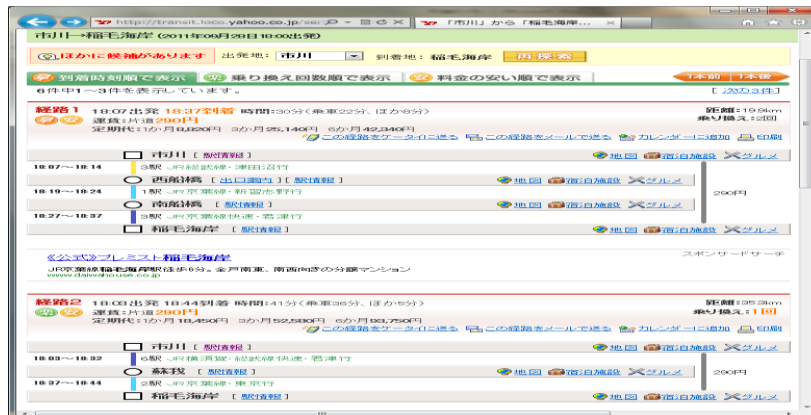 http://transit.loco.yahoo.co.jp/sea
「市川」から「稲毛海岸...
市川→稲毛海岸 (2011年09月28日18:00出発)
ほかに候補があります 出発地: 市川 到着地: 稲毛海岸 再探索
到着時刻順で表示 乗り換え回数順で表示 料金の安い順で表示 1本前 1本後
6件中1～3件を表示しています。 [ 次の3件]
経路1 18:07出発 18:37到着 時間:30分(乗車22分、ほか8分) 距離:19.9km
運賃:片道290円 乗り換え:2回
定期代:1か月8,820円 3か月25,140円 6か月42,340円
この経路をケータイに送る この経路をメールで送る カレンダーに追加 印刷
市川 [ 駅情報 ] 地図 宿泊施設 グルメ
18:07～18:14 3駅 JR総武線・津田沼行
西船橋 [ 出口案内 ] [ 駅情報 ] 地図 宿泊施設 グルメ
18:19～18:24 1駅 JR京葉線・新習志野行 290円
南船橋 [ 駅情報 ] 地図 宿泊施設 グルメ
18:27～18:37 3駅 JR京葉線快速・君津行
稲毛海岸 [ 駅情報 ] 地図 宿泊施設 グルメ
《公式》プレミスト稲毛海岸 スポンサードサーチ
JR京葉線稲毛海岸駅徒歩6分。全戸南東、南西向きの分譲マンション
www.daiwahouse.co.jp
経路2 18:03出発 18:44到着 時間:41分(乗車36分、ほか5分) 距離:35.9km
運賃:片道290円 乗り換え:1回
定期代:1か月18,450円 3か月52,580円 6か月93,750円
この経路をケータイに送る この経路をメールで送る カレンダーに追加 印刷
市川 [ 駅情報 ] 地図 宿泊施設 グルメ
18:03～18:32 6駅 JR横須賀・総武線快速・君津行
蘇我 [ 駅情報 ] 地図 宿泊施設 グルメ 290円
18:37～18:44 2駅 JR京葉線・東京行
稲毛海岸 [ 駅情報 ] 地図 宿泊施設 グルメ